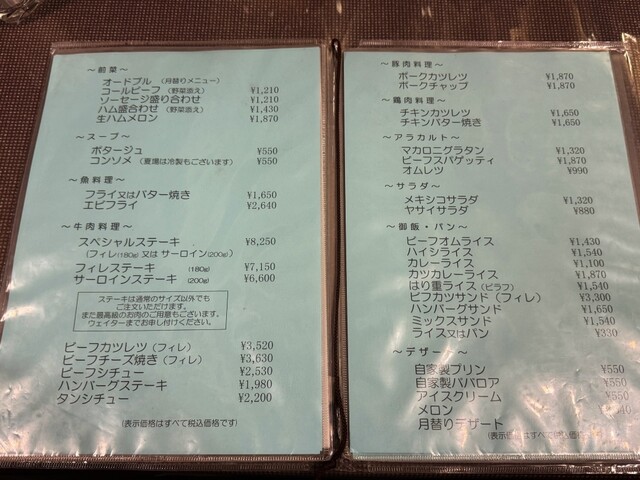 ～前菜～
オードブル (月替りメニュー)
コールビーフ (野菜添え) ¥1,210
ソーセージ盛り合わせ ¥1,210
ハム盛合わせ (野菜添え) ¥1,430
生ハムメロン ¥1,870
～スープ～
ポタージュ ¥550
コンソメ (夏場は冷製もございます) ¥550
～魚料理～
フライ又はバター焼き ¥1,650
エビフライ ¥2,640
～牛肉料理～
スペシャルステーキ ¥8,250
(フィレ(180g) 又は サーロイン(200g))
フィレステーキ (180g) ¥7,150
サーロインステーキ (200g) ¥6,600
ステーキは通常のサイズ以外でも
ご注文いただけます。
また最高級のお肉のご用意もございます。
ウェイターまでお申し付けください。
ビーフカツレツ (フィレ) ¥3,520
ビーフチーズ焼き (フィレ) ¥3,630
ビーフシチュー ¥2,530
ハンバーグステーキ ¥1,980
タンシチュー ¥2,200
(表示価格はすべて税込価格です)
～豚肉料理～
ポークカツレツ ¥1,870
ポークチャップ ¥1,870
～鶏肉料理～
チキンカツレツ ¥1,650
チキンバター焼き ¥1,650
～アラカルト～
マカロニグラタン ¥1,320
ビーフスパゲッティ ¥1,870
オムレツ ¥990
～サラダ～
メキシコサラダ ¥1,320
ヤサイサラダ ¥880
～御飯・パン～
ビーフオムライス ¥1,430
ハイシライス ¥1,540
カレーライス ¥1,100
カツカレーライス ¥1,870
はり重ライス (ピラフ) ¥1,540
ビフカツサンド (フィレ) ¥3,300
ハンバーグサンド ¥1,650
ミックスサンド ¥1,540
ライス又はパン ¥330
～デザート～
自家製プリン ¥550
自家製ババロア ¥550
アイスクリーム ¥550
メロン
月替りデザート
(表示価格はすべて税込価格です)